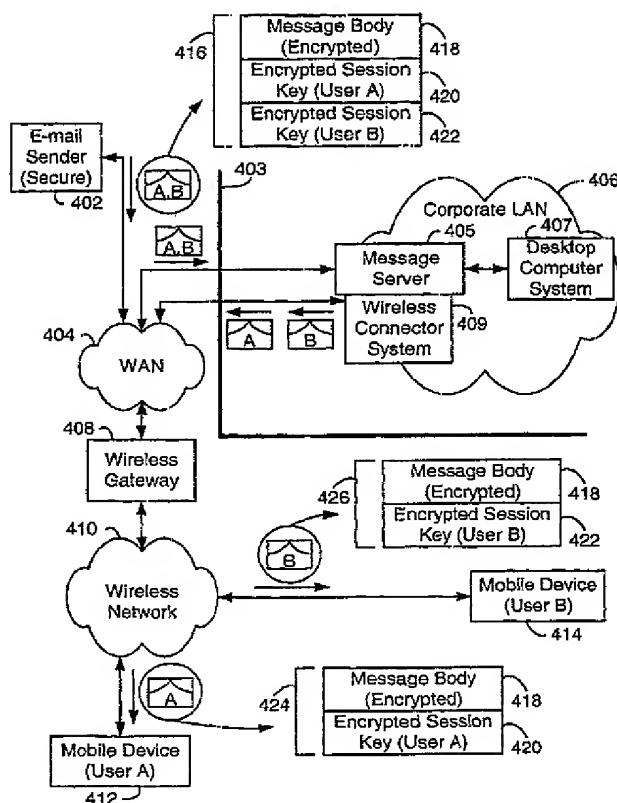 416
Message Body
(Encrypted)
418
Encrypted Session
Key (User A)
420
Encrypted Session
Key (User B)
422
E-mail
Sender
(Secure)
402
A,B
A,B
403
406
Corporate LAN
405
407
Message
Server
Desktop
Computer
System
Wireless
Connector
System
409
A
B
404
WAN
408
Wireless
Gateway
410
Wireless
Network
426
Message Body
(Encrypted)
418
Encrypted Session
Key (User B)
422
B
Mobile Device
(User B)
414
A
424
Message Body
(Encrypted)
418
Encrypted Session
Key (User A)
420
Mobile Device
(User A)
412